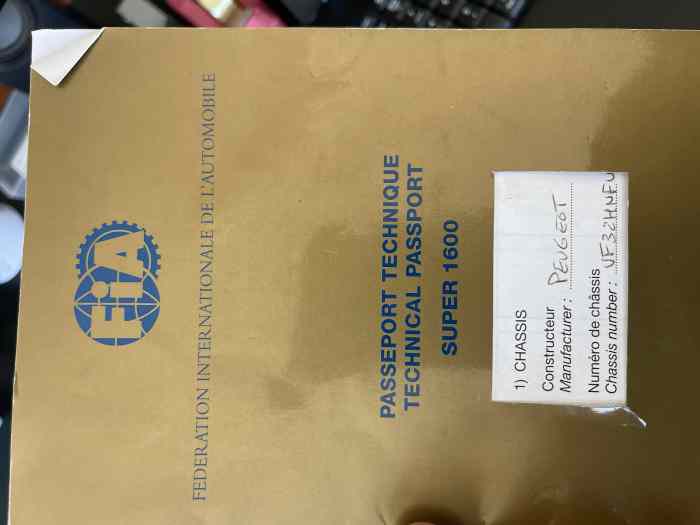 FIA
FEDERATION INTERNATIONALE DE L'AUTOMOBILE
PASSEPORT TECHNIQUE
TECHNICAL PASSPORT
SUPER 1600
1) CHASSIS
Constructeur
Manufacturer : PEUGEOT
Numéro de châssis
Chassis number :